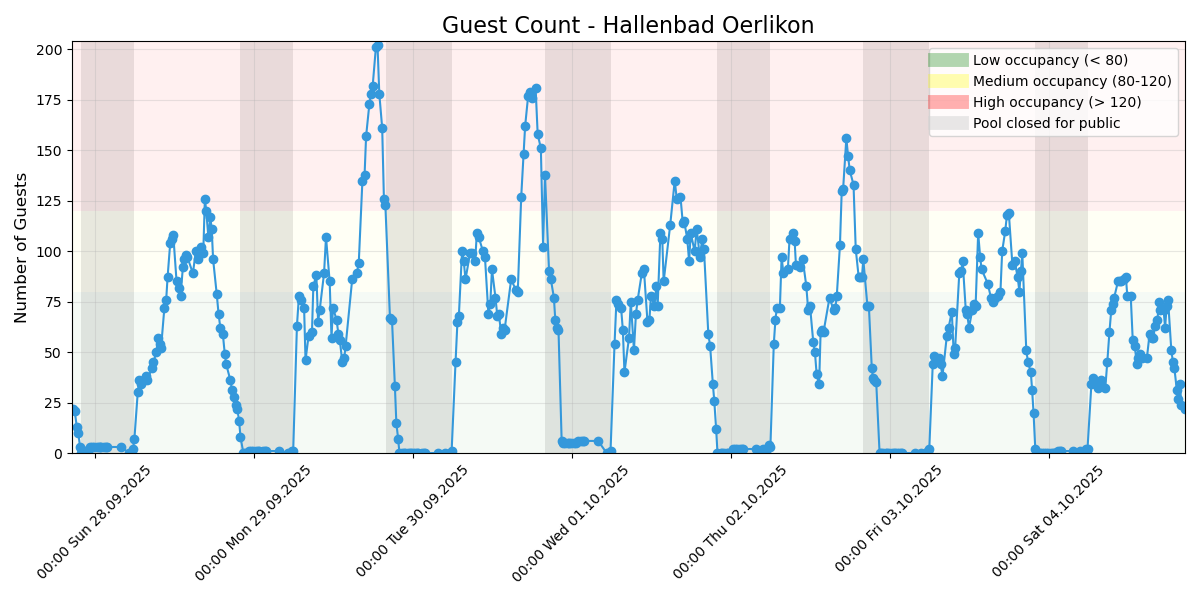 Guest Count - Hallenbad Oerlikon
Number of Guests
200
175
150
125
100
75
50
25
0
Low occupancy (< 80)
Medium occupancy (80-120)
High occupancy (> 120)
Pool closed for public
00:00 Sun 28.09.2025
00:00 Mon 29.09.2025
00:00 Tue 30.09.2025
00:00 Wed 01.10.2025
00:00 Thu 02.10.2025
00:00 Fri 03.10.2025
00:00 Sat 04.10.2025